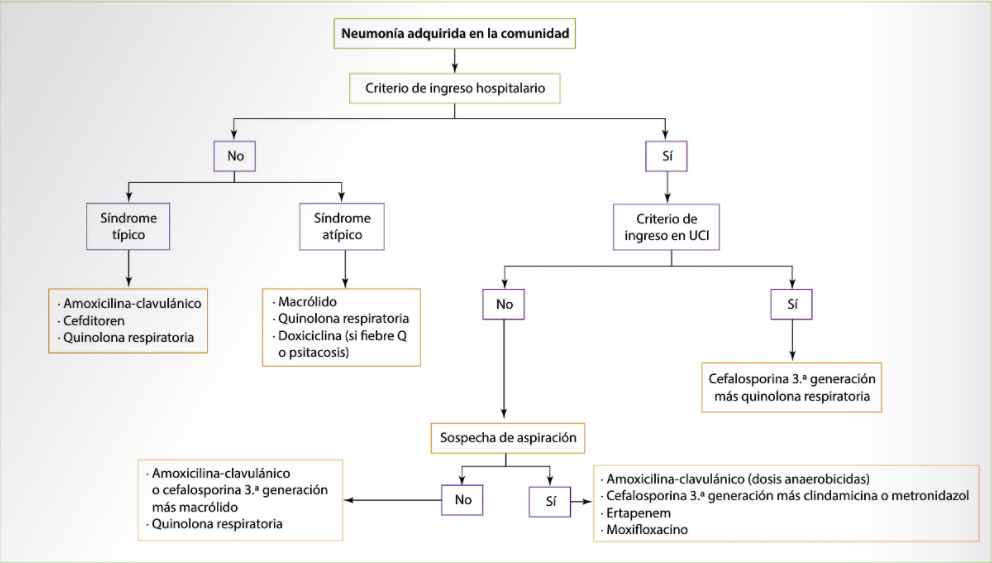 Neumonía adquirida en la comunidad
Criterio de ingreso hospitalario
No
Sí
Síndrome
típico
Síndrome
atípico
Criterio de
ingreso en UCI
· Amoxicilina-clavulánico
· Cefditoren
· Quinolona respiratoria
· Macrólido
· Quinolona respiratoria
· Doxiciclina (si fiebre Q
o psitacosis)
No
Sí
Cefalosporina 3.ª generación
más quinolona respiratoria
Sospecha de aspiración
No
Sí
· Amoxicilina-clavulánico
o cefalosporina 3.ª generación
más macrólido
· Quinolona respiratoria
· Amoxicilina-clavulánico (dosis anaerobicidas)
· Cefalosporina 3.ª generación más clindamicina o metronidazol
· Ertapenem
· Moxifloxacino